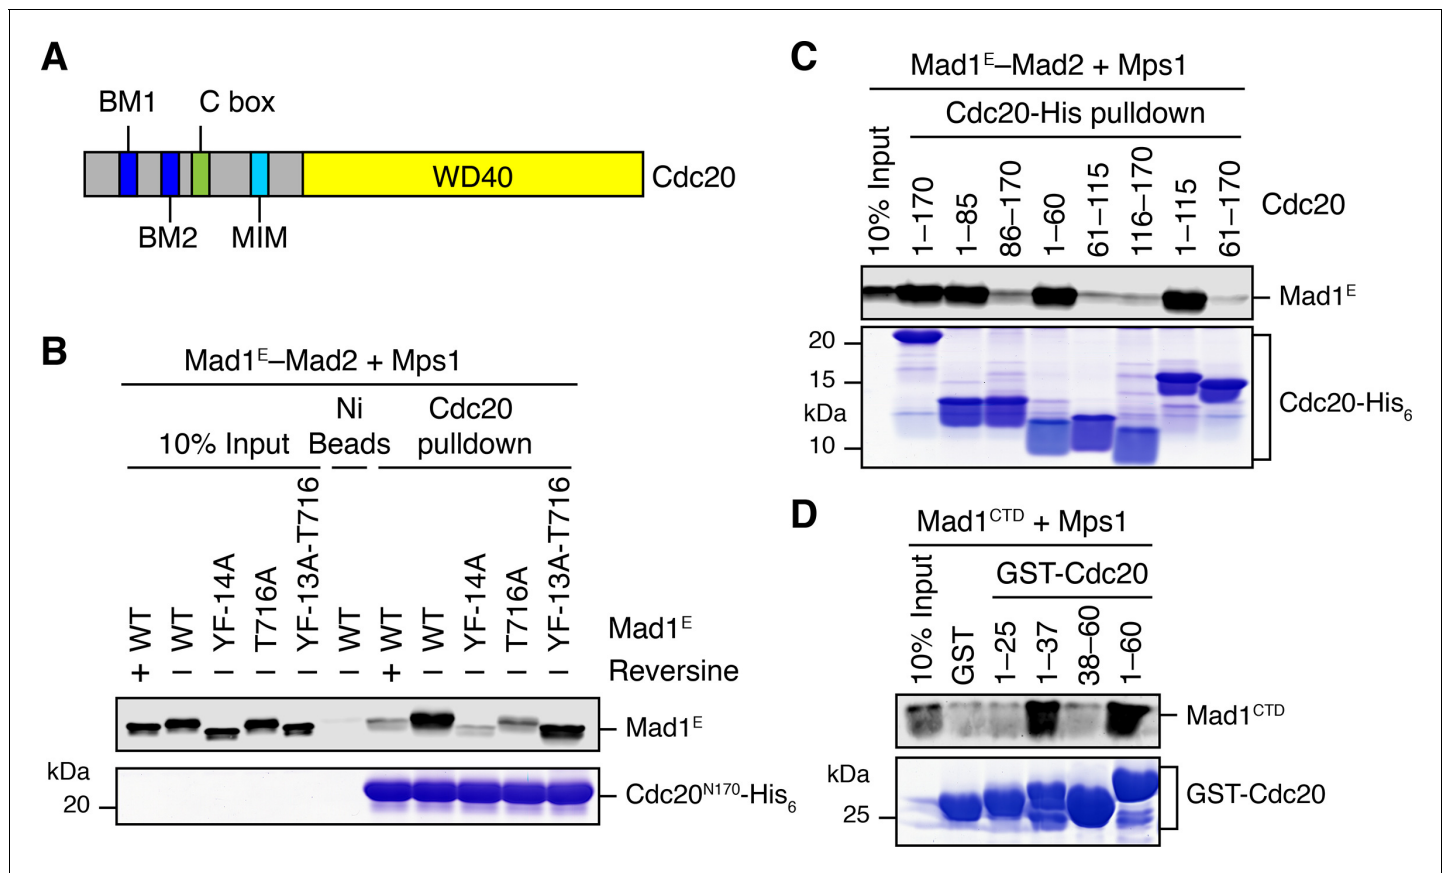 A
BM1 C box
WD40
Cdc20
BM2 MIM
B
Mad1E–Mad2 + Mps1
Ni Cdc20
10% Input Beads pulldown
WT
WT
YF-14A
T716A
YF-13A-T716
WT
WT
WT
YF-14A
T716A
YF-13A-T716
Mad1E
+ – – – – – + – – – – Reversine
Mad1E
kDa
20
Cdc20N170-His6
C
Mad1E–Mad2 + Mps1
Cdc20-His pulldown
10% Input
1–170
1–85
86–170
1–60
61–115
116–170
1–115
61–170
Cdc20
Mad1E
20
15
kDa
10
Cdc20-His6
D
Mad1CTD + Mps1
GST-Cdc20
10% Input
GST
1–25
1–37
38–60
1–60
Mad1CTD
kDa
25
GST-Cdc20